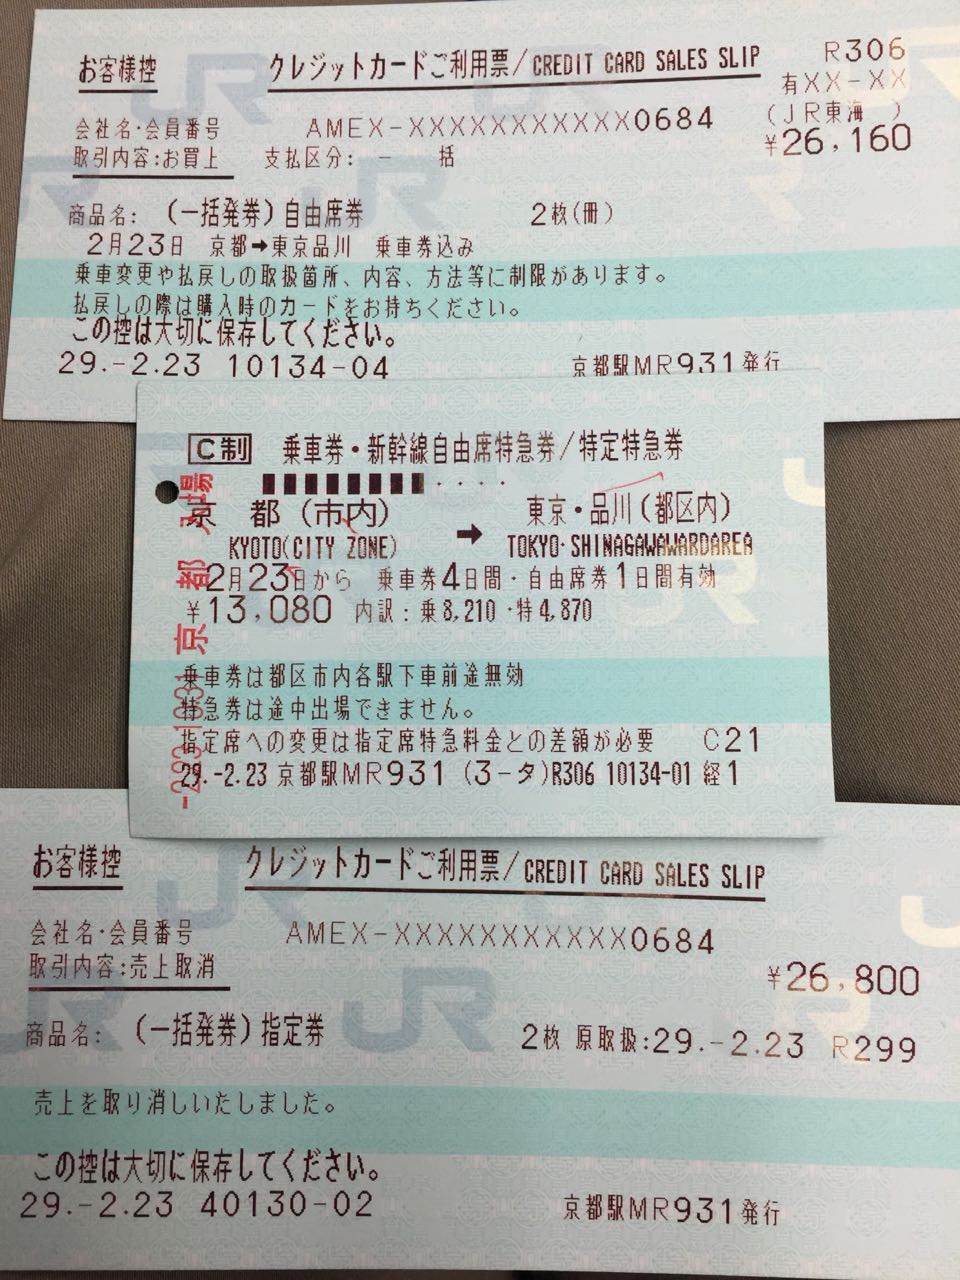 お客様控 クレジットカードご利用票/CREDIT CARD SALES SLIP R306
有XX-XX
会社名・会員番号 AMEX-XXXXXXXXXXX0684 (JR東海 )
取引内容:お買上 支払区分: 一 括 ¥26,160
商品名: (一括発券)自由席券 2枚(冊)
2月23日 京都➡東京品川 乗車券込み
乗車変更や払戻しの取扱箇所、内容、方法等に制限があります。
払戻しの際は購入時のカードをお持ちください。
この控は大切に保存してください。
29.-2.23 10134-04 京都駅MR931発行
C制 乗車券・新幹線自由席特急券/特定特急券
京 都(市内) ➡ 東京・品川(都区内)
KYOTO(CITY ZONE) TOKYO・SHINAGAWAWARDAREA
2月23日から 乗車券4日間・自由席券1日間有効
¥13,080 内訳:乗8,210・特4,870
乗車券は都区市内各駅下車前途無効
特急券は途中出場できません。
指定席への変更は指定席特急料金との差額が必要 C21
29.-2.23 京都駅MR931 (3-タ)R306 10134-01 経1
京都入場
お客様控 クレジットカードご利用票/CREDIT CARD SALES SLIP
会社名・会員番号 AMEX-XXXXXXXXXXX0684
取引内容:売上取消 ¥26,800
商品名: (一括発券)指定券 2枚 原取扱:29.-2.23 R299
売上を取り消しいたしました。
この控は大切に保存してください。
29.-2.23 40130-02 京都駅MR931発行